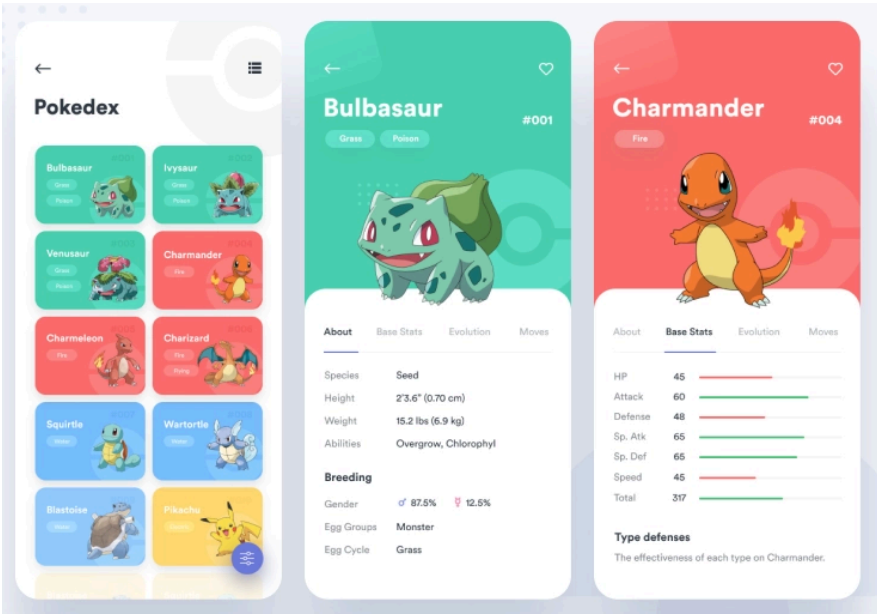 Pokedex
Bulbasaur
#001
Grass
Poison
Ivysaur
#002
Grass
Poison
Venusaur
#003
Grass
Poison
Charmander
#004
Fire
Charmeleon
Fire
Charizard
Fire
Flying
Squirtle
#007
Water
Wartortle
Water
Blastoise
Water
Pikachu
Bulbasaur
#001
Grass Poison
About Base Stats Evolution Moves
Species Seed
Height 2'3.6" (0.70 cm)
Weight 15.2 lbs (6.9 kg)
Abilities Overgrow, Chlorophyl
Breeding
Gender ♂ 87.5% ♀ 12.5%
Egg Groups Monster
Egg Cycle Grass
Charmander
#004
Fire
About Base Stats Evolution Moves
HP 45
Attack 60
Defense 48
Sp. Atk 65
Sp. Def 65
Speed 45
Total 317
Type defenses
The effectiveness of each type on Charmander.